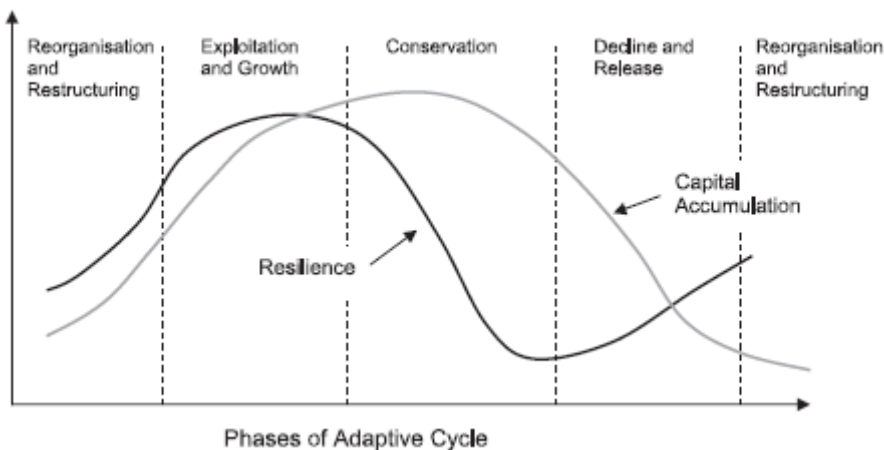 Reorganisation
and
Restructuring
Exploitation
and Growth
Conservation
Decline and
Release
Reorganisation
and
Restructuring
Capital
Accumulation
Resilience
Phases of Adaptive Cycle